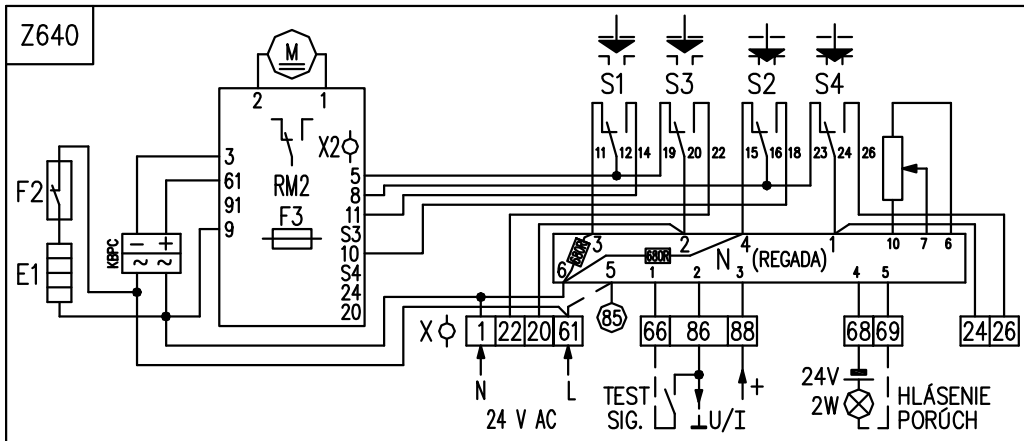 Z640
M
S1 S3 S2 S4
2 1
X2
3
61
91
9
RM2
F3
5
8
11
S3
10
S4
24
20
F2
E1
KBPC
− +
~ ~
11 12 14 19 20 22 15 16 18 23 24 26
3 2 4 1 10 7 6
680R 680R
N (REGADA)
6 5 1 2 3 4 5
85
X 1 22 20 61 66 86 88 68 69 24 26
N L
24 V AC
TEST
SIG.
⊥U/I
+
24V
2W
HLÁSENIE
PORÚCH